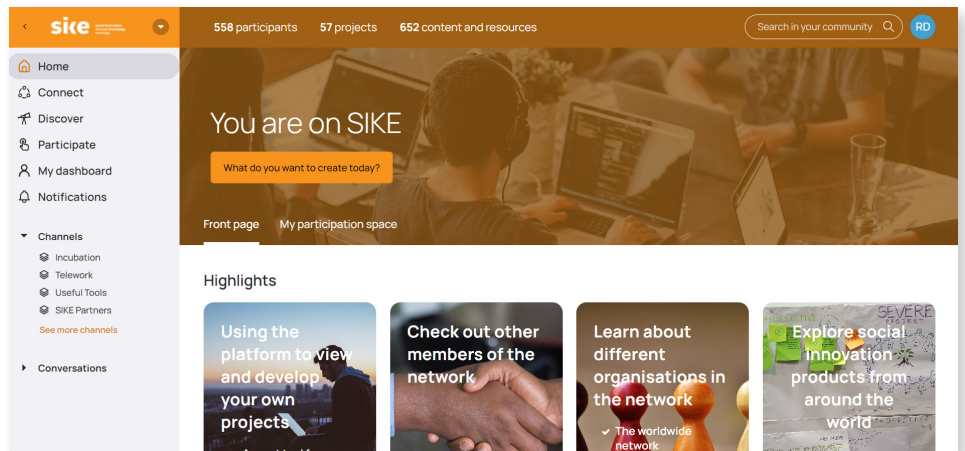 sike
558 participants 57 projects 652 content and resources
Search in your community
RD
Home
Connect
Discover
Participate
My dashboard
Notifications
Channels
Incubation
Telework
Useful Tools
SIKE Partners
See more channels
Conversations
You are on SIKE
What do you want to create today?
Front page My participation space
Highlights
Using the
platform to view
and develop
your own
projects
Check out other
members of the
network
Learn about
different
organisations in
the network
The worldwide
network
Explore social
innovation
products from
around the
world
SEVERE
PROJECT